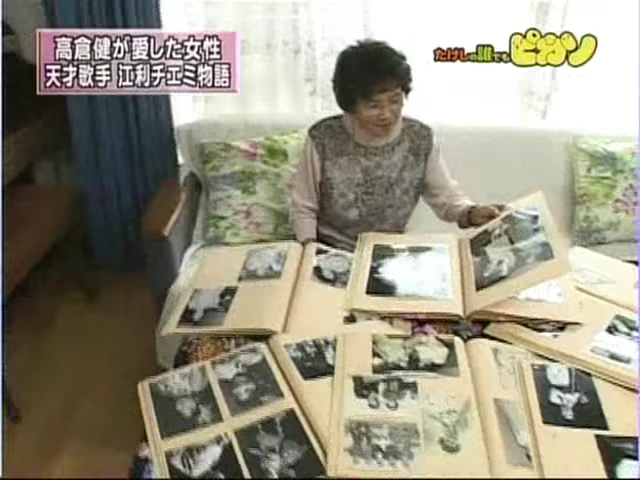 高倉健が愛した女性
天才歌手 江利チエミ物語
たけしの誰でもピカソ